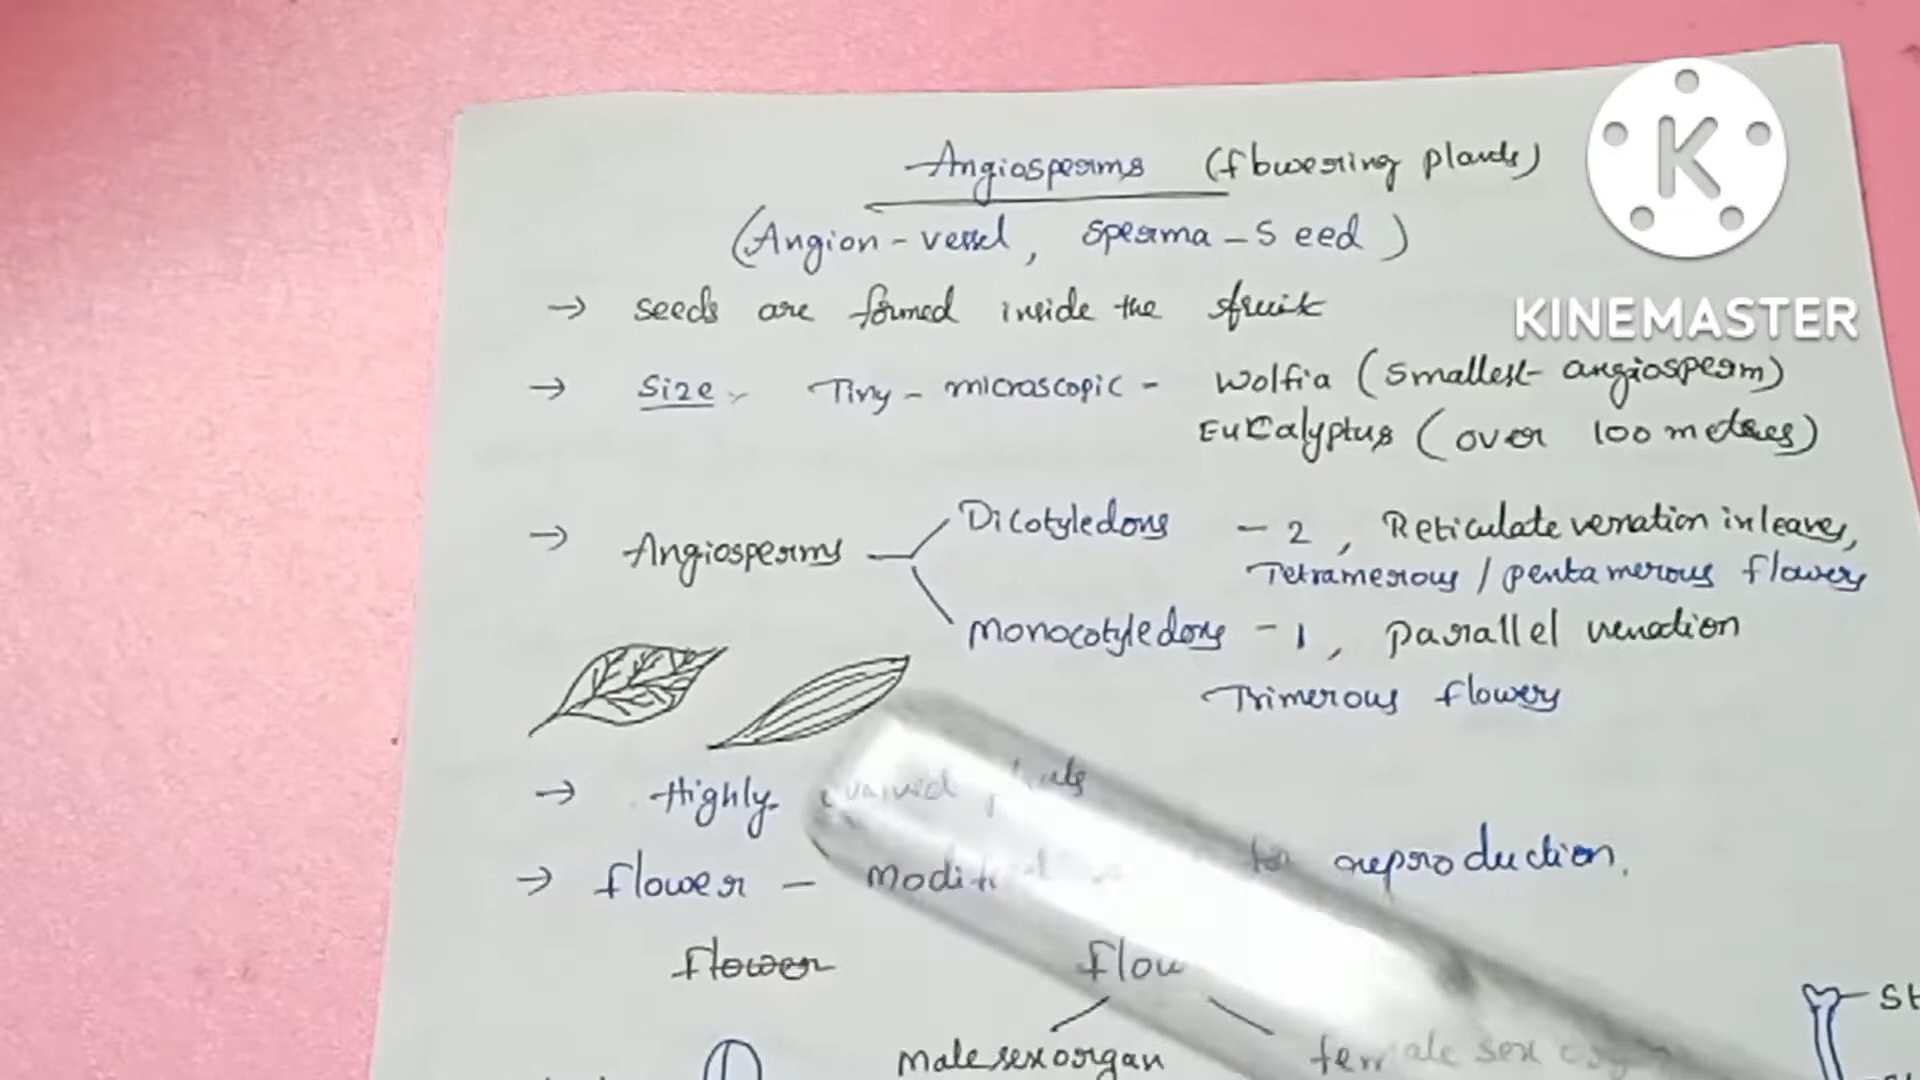 Angiosperms (flowering plants)
(Angion - vessel, sperma - seed)
→ seeds are formed inside the fruit
→ Size :- Tiny - microscopic - Wolfia (smallest angiosperm)
Eucalyptus (over 100 metres)
→ Angiosperms
Dicotyledons - 2, Reticulate venation in leaves,
Tetramerous / pentamerous flowers
Monocotyledons - 1, parallel venation
Trimerous flowers
→ Highly
→ flower - reproduction.
flower
male sex organ
female sex
KINEMASTER
K